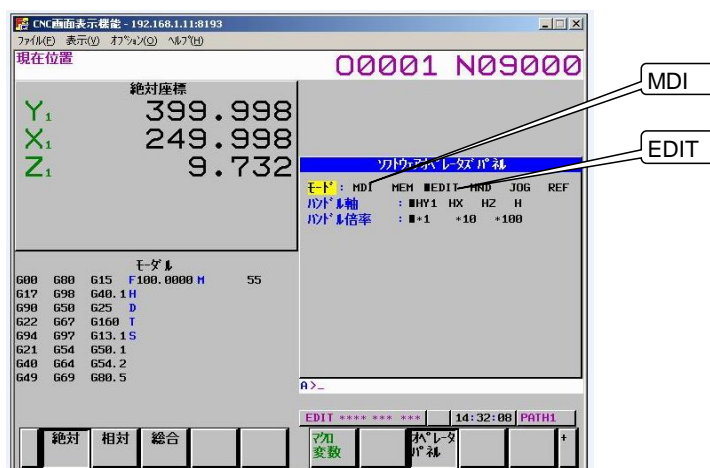 CNC画面表示機能 - 192.168.1.11:8193
ファイル(F) 表示(V) オプション(O) ヘルプ(H)
現在位置
O0001 N09000
絶対座標
Y1 399.998
X1 249.998
Z1 9.732
ソフトウェアオペレータズパネル
モード : MDI MEM ■EDIT HND JOG REF
ハンドル軸 : ■HY1 HX HZ H
ハンドル倍率 : ■*1 *10 *100
モーダル
G00 G80 G15 F100.0000 M 55
G17 G98 G40.1 H
G90 G50 G25 D
G22 G67 G160 T
G94 G97 G13.1 S
G21 G54 G50.1
G40 G64 G54.2
G49 G69 G80.5
A>_
EDIT **** *** *** 14:32:08 PATH1
絶対 相対 総合
マクロ変数 オペレータパネル +
MDI
EDIT